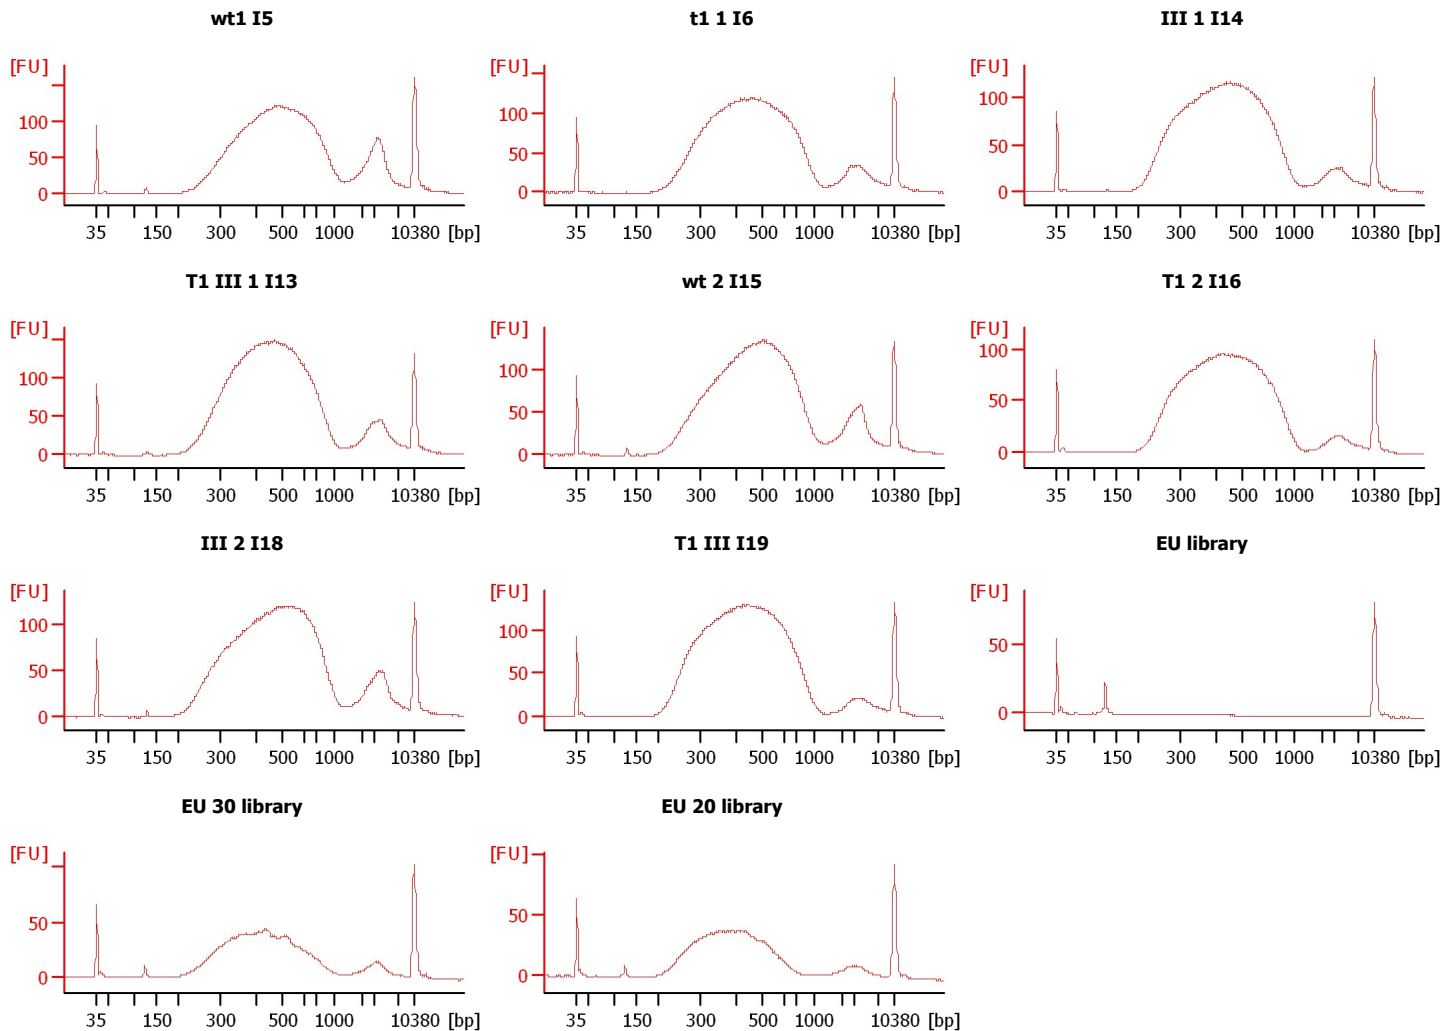 wt1 I5 t1 1 I6 III 1 I14
[FU] [FU] [FU]
100 150 100
50 100 50
0 50 0
0
35 150 300 500 1000 10380 [bp] 35 150 300 500 1000 10380 [bp] 35 150 300 500 1000 10380 [bp]
T1 III 1 I13 wt 2 I15 T1 2 I16
[FU] [FU] [FU]
100 100 100
50 50 50
0 0 0
35 150 300 500 1000 10380 [bp] 35 150 300 500 1000 10380 [bp] 35 150 300 500 1000 10380 [bp]
III 2 I18 T1 III I19 EU library
[FU] [FU] [FU]
100 100 50
50 50 0
0 0
35 150 300 500 1000 10380 [bp] 35 150 300 500 1000 10380 [bp] 35 150 300 500 1000 10380 [bp]
EU 30 library EU 20 library
[FU] [FU]
50 50
0 0
35 150 300 500 1000 10380 [bp] 35 150 300 500 1000 10380 [bp]